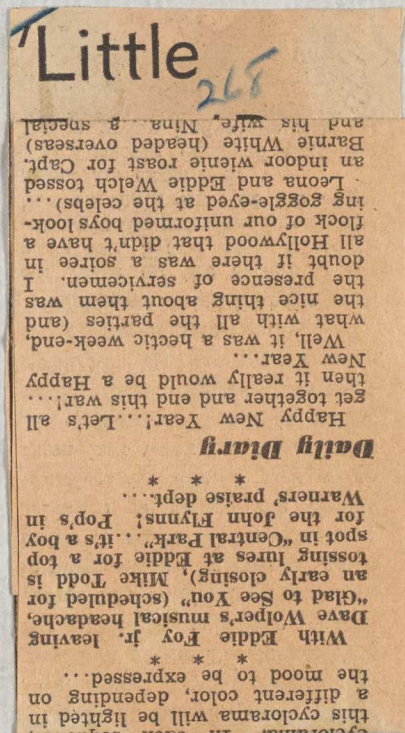 'Little
268
cyclorama. In each sequence,
this cyclorama will be lighted in
a different color, depending on
the mood to be expressed...
* * *
With Eddie Foy jr. leaving
Dave Wolper's musical headache,
"Glad to See You" (scheduled for
an early closing), Mike Todd is
tossing lures at Eddie for a top
spot in "Central Park"...it's a boy
for the John Flynns! Pop's in
Warners' praise dept....
* * *
Daily Diary
Happy New Year!...Let's all
get together and end this war!...
then it really would be a Happy
New Year...
Well, it was a hectic week-end,
what with all the parties (and
the nice thing about them was
the presence of servicemen. I
doubt if there was a soiree in
all Hollywood that didn't have a
flock of our uniformed boys look-
ing goggle-eyed at the celebs)...
Leona and Eddie Welch tossed
an indoor wienie roast for Capt.
Barnie White (headed overseas)
and his wife, Nina...a special